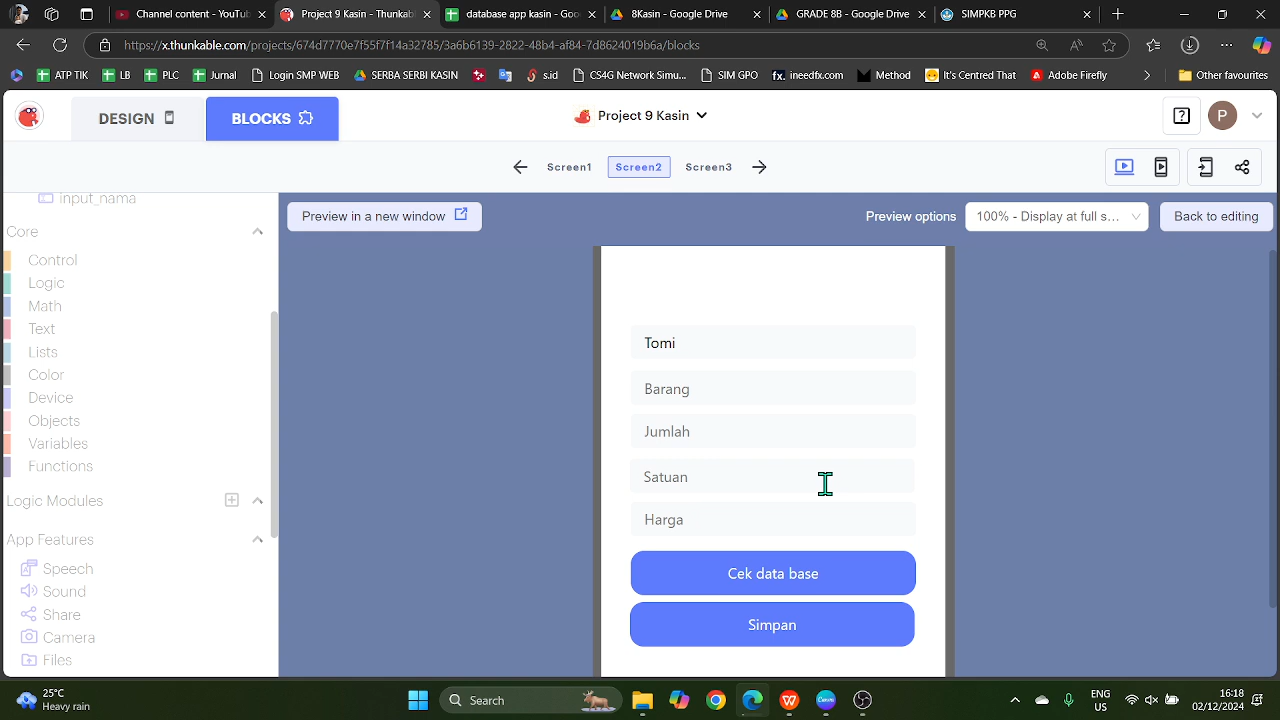 Channel content - YouTub
Project 9 Kasin - Thunkab
database app kasin - Goo
8Kasin - Google Drive
GRADE 8B - Google Drive
SIMPKB PPG
https://x.thunkable.com/projects/674d7770e7f55f7f14a32785/3a6b6139-2822-48b4-af84-7d8624019b6a/blocks
ATP TIK
LB
PLC
Jurnal
Login SMP WEB
SERBA SERBI KASIN
sid
CS4G Network Simu...
SIM GPO
inesdfx.com
Methord
It's Centred That
Adobe Firefly
Other favourites
DESIGN
BLOCKS
Project 9 Kasin
P
Screen1
Screen2
Screen3
Input_nama
Core
Control
Logic
Math
Text
Lists
Color
Device
Objects
Variables
Functions
Logic Modules
App Features
Speech
Sound
Share
Camera
Files
Preview in a new window
Preview options
100% - Display at full s...
Back to editing
Tomi
Barang
Jumlah
Satuan
Harga
Cek data base
Simpan
25°C
Heavy rain
Search
ENG
US
16:18
02/12/2024